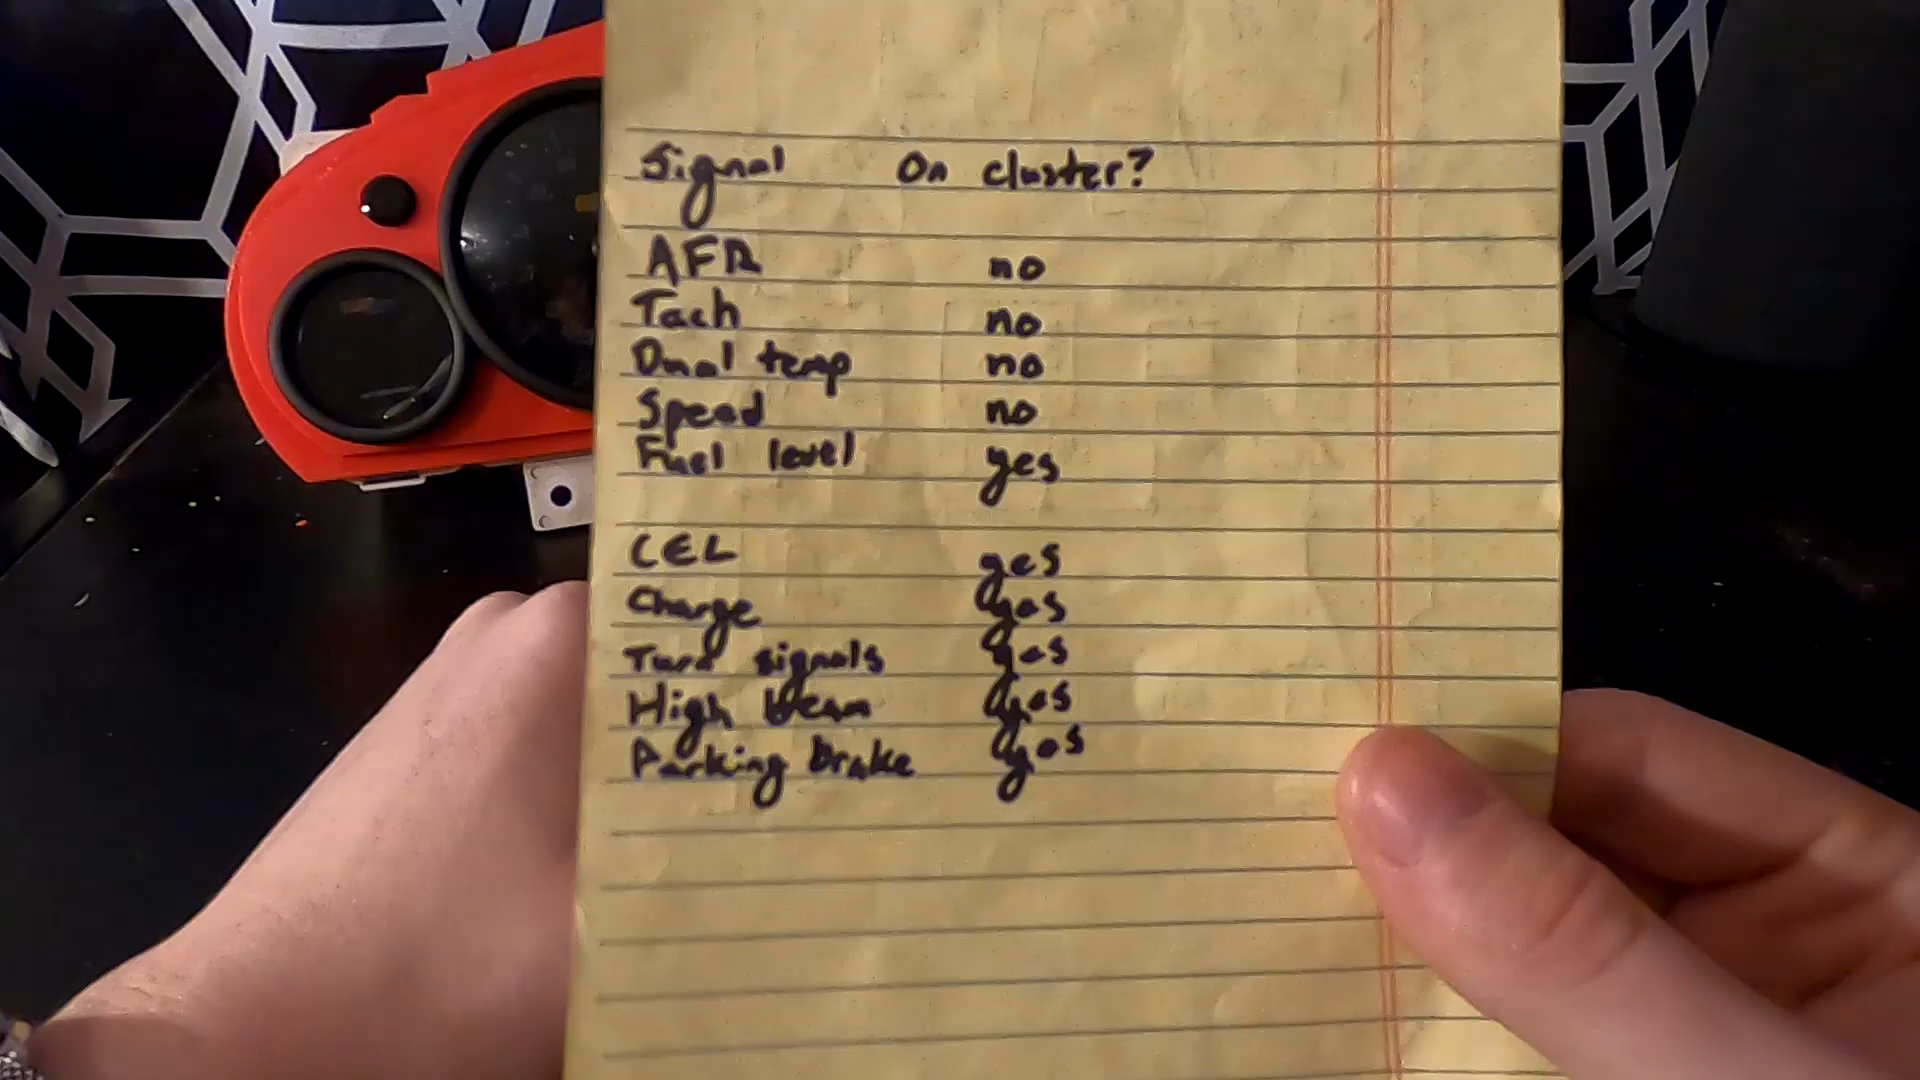 Signal On cluster?
AFR no
Tach no
Dual temp no
Speed no
Fuel level yes
CEL yes
Charge yes
Turn signals yes
High beam yes
Parking brake yes